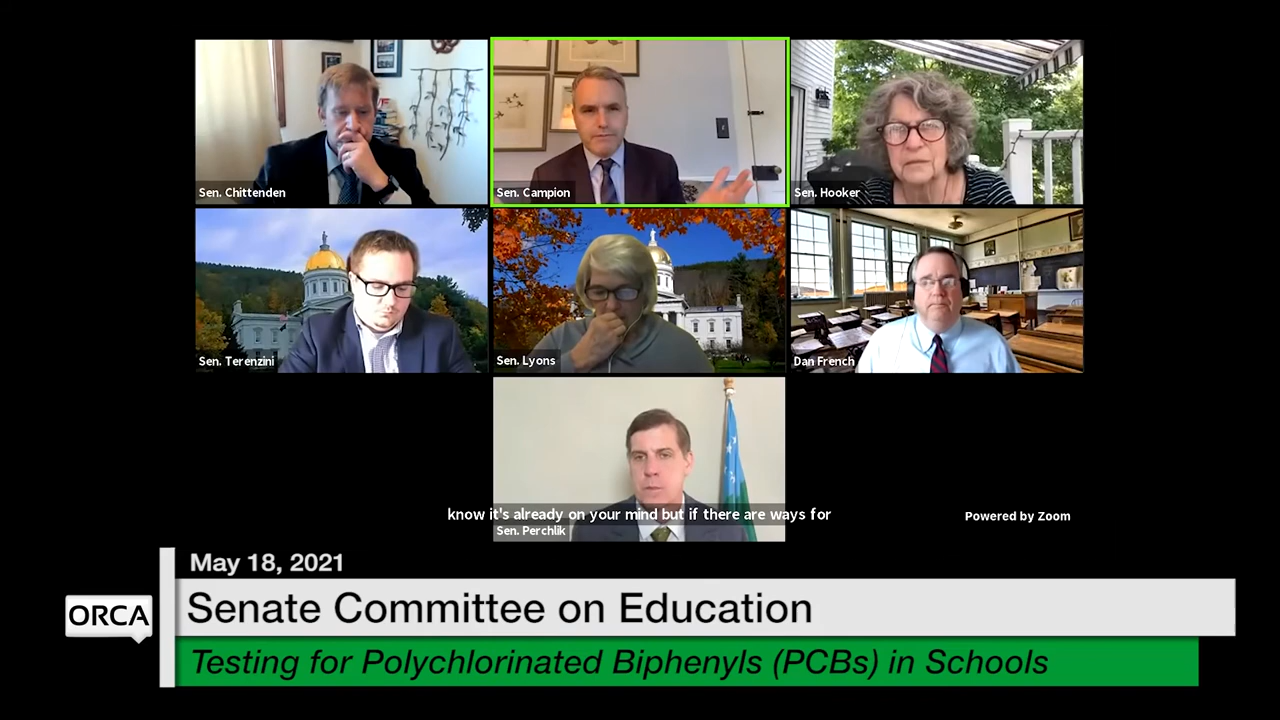 Sen. Chittenden
Sen. Campion
Sen. Hooker
Sen. Terenzini
Sen. Lyons
Dan French
know it's already on your mind but if there are ways for
Sen. Perchlik
Powered by Zoom
May 18, 2021
ORCA
Senate Committee on Education
Testing for Polychlorinated Biphenyls (PCBs) in Schools